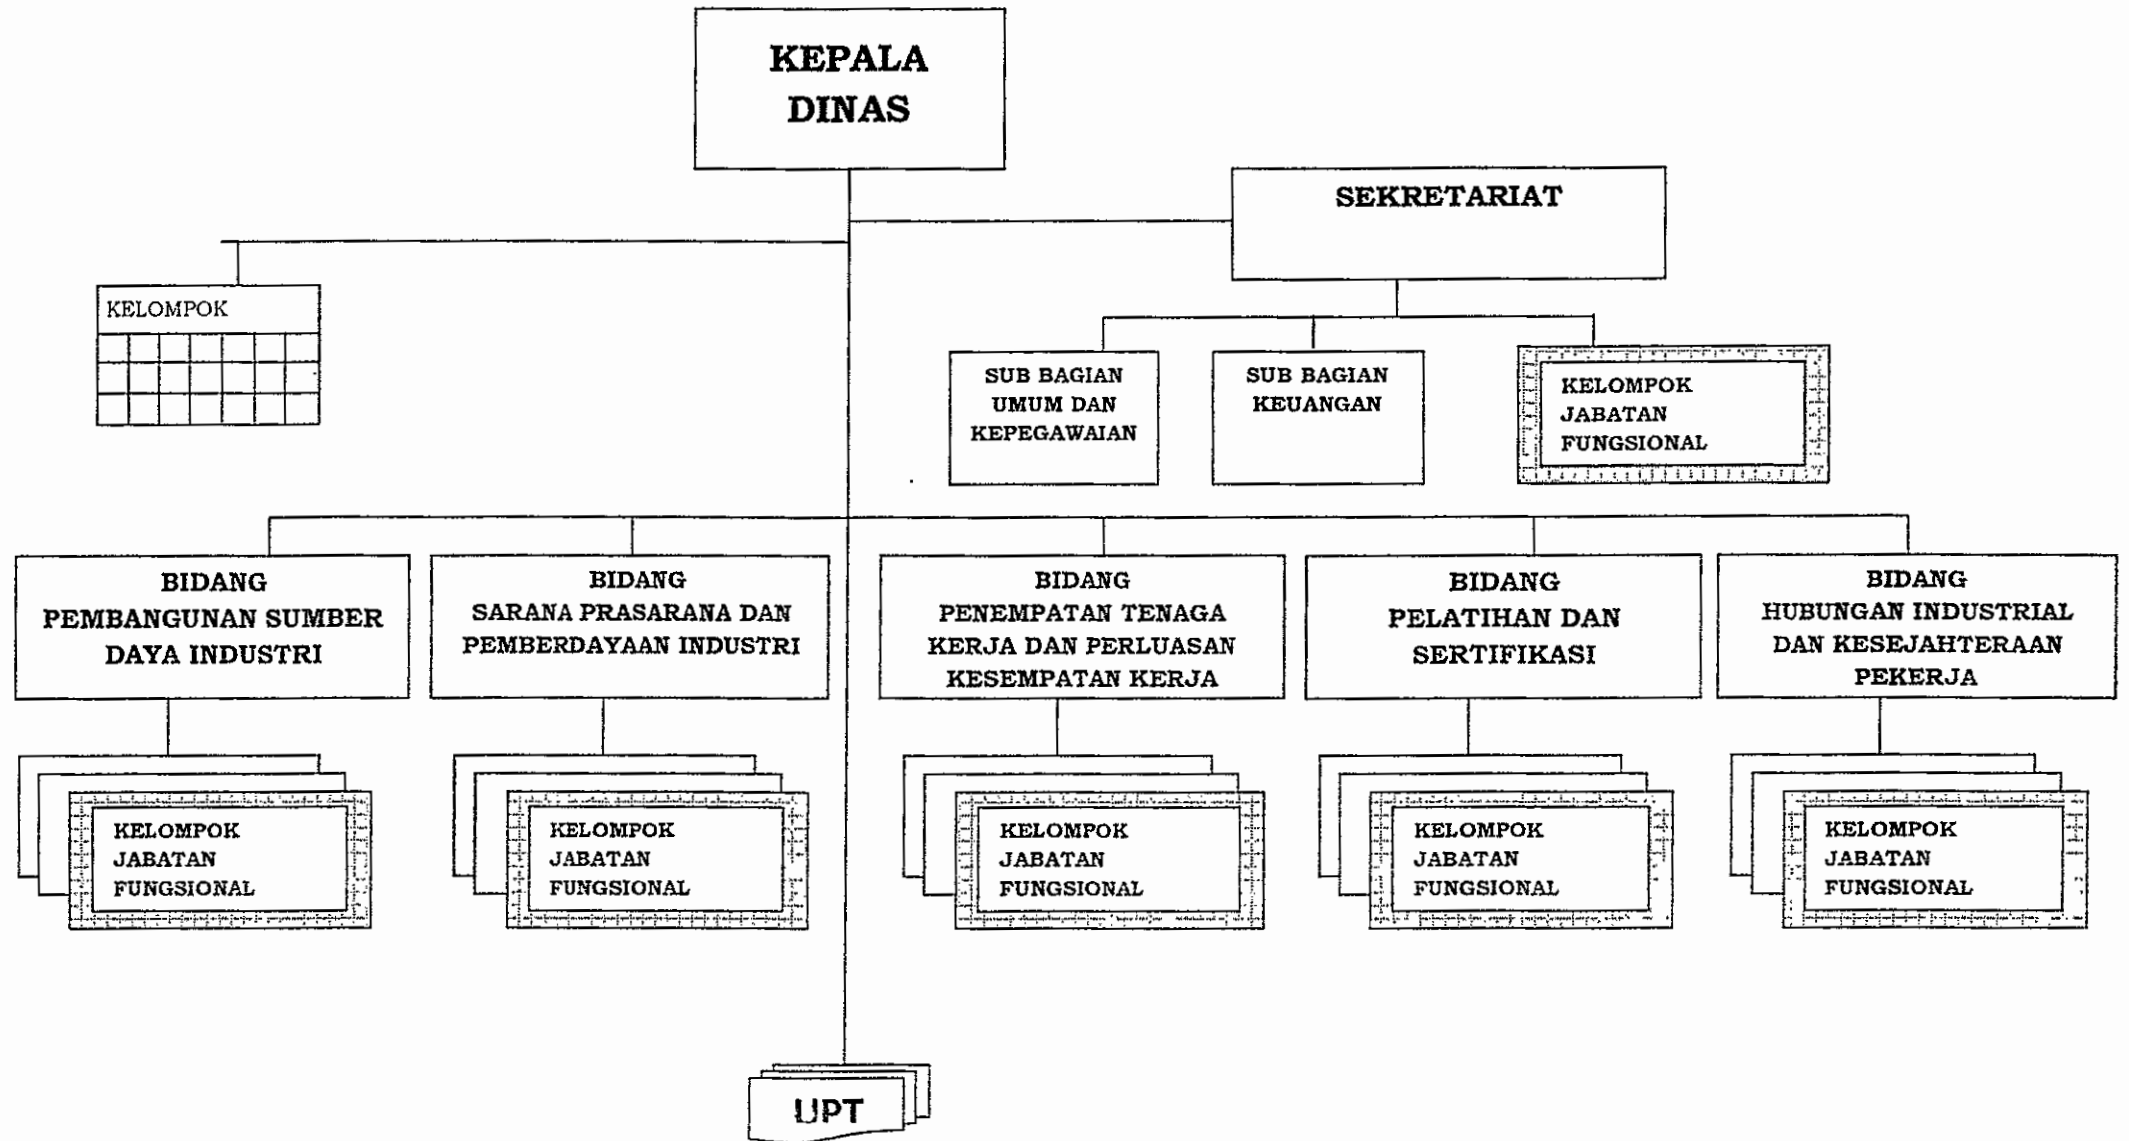 KEPALA
DINAS
SEKRETARIAT
KELOMPOK
SUB BAGIAN
UMUM DAN
KEPEGAWAIAN
SUB BAGIAN
KEUANGAN
KELOMPOK
JABATAN
FUNGSIONAL
BIDANG
PEMBANGUNAN SUMBER
DAYA INDUSTRI
BIDANG
SARANA PRASARANA DAN
PEMBERDAYAAN INDUSTRI
BIDANG
PENEMPATAN TENAGA
KERJA DAN PERLUASAN
KESEMPATAN KERJA
BIDANG
PELATIHAN DAN
SERTIFIKASI
BIDANG
HUBUNGAN INDUSTRIAL
DAN KESEJAHTERAAN
PEKERJA
KELOMPOK
JABATAN
FUNGSIONAL
KELOMPOK
JABATAN
FUNGSIONAL
KELOMPOK
JABATAN
FUNGSIONAL
KELOMPOK
JABATAN
FUNGSIONAL
KELOMPOK
JABATAN
FUNGSIONAL
UPT